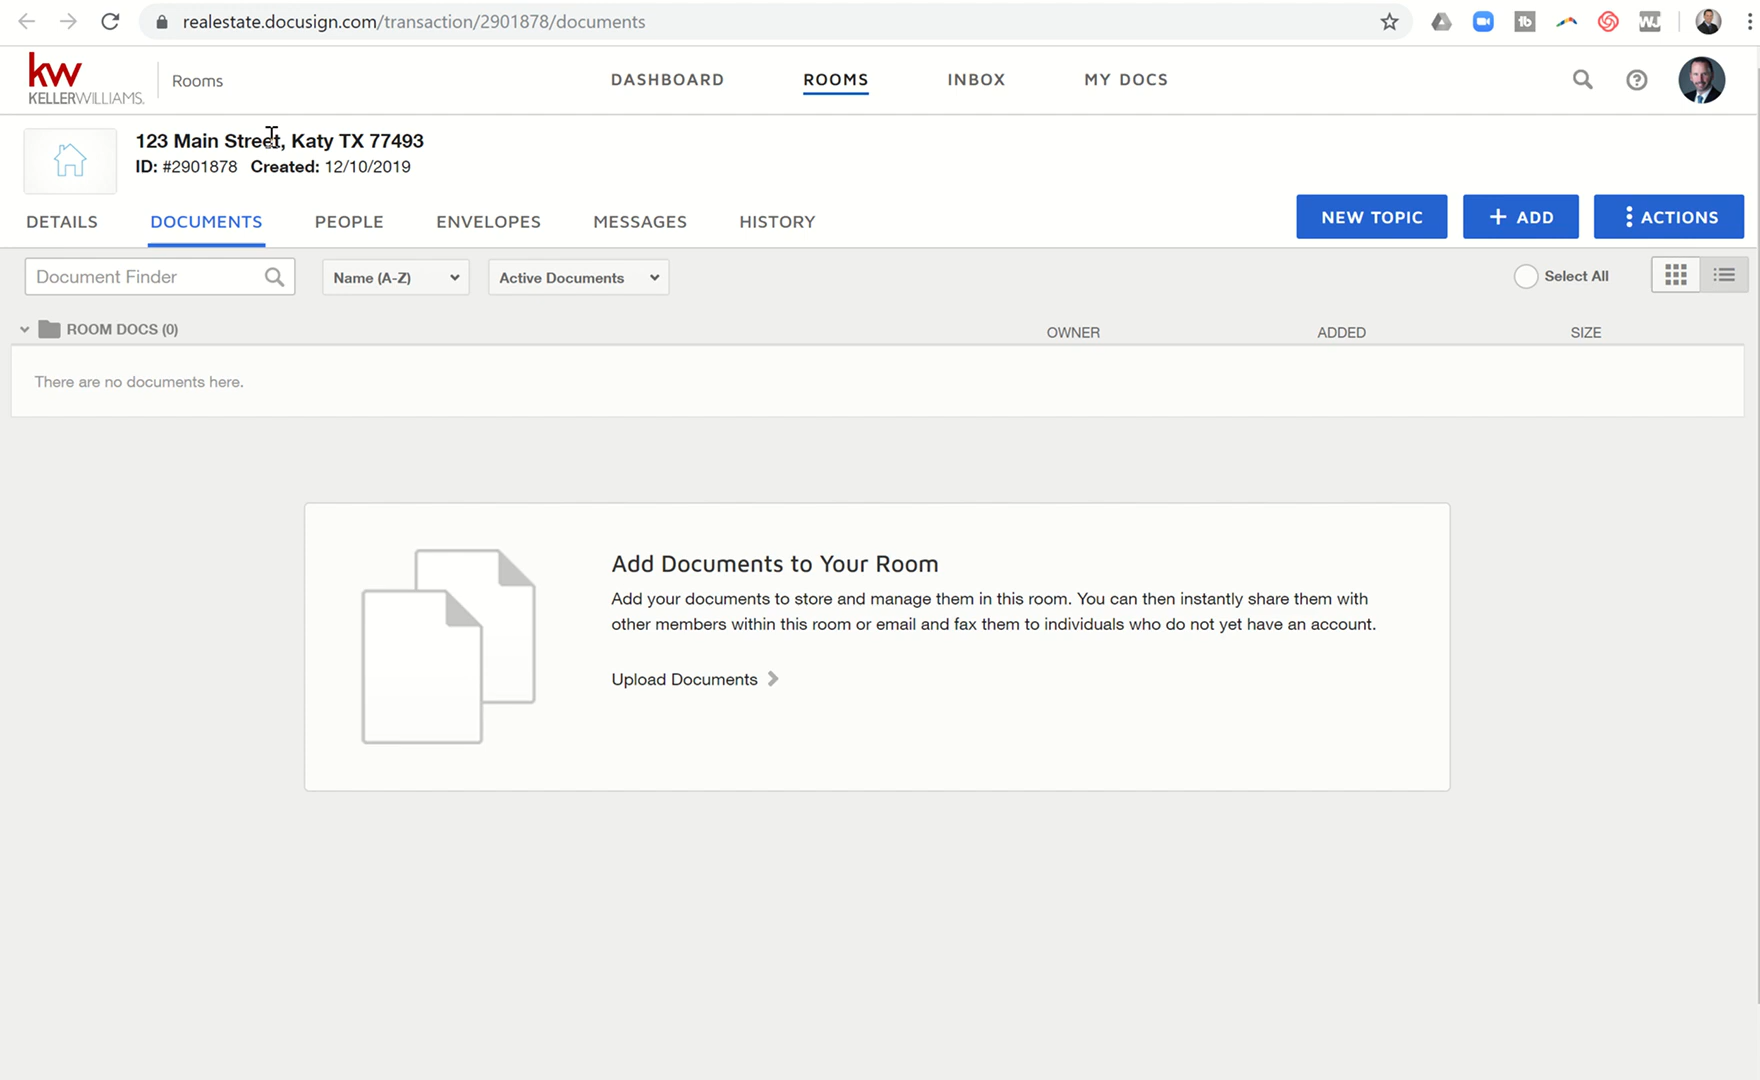 realestate.docusign.com/transaction/2901878/documents
kw
KELLERWILLIAMS.
Rooms
DASHBOARD
ROOMS
INBOX
MY DOCS
123 Main Street, Katy TX 77493
ID: #2901878 Created: 12/10/2019
DETAILS
DOCUMENTS
PEOPLE
ENVELOPES
MESSAGES
HISTORY
NEW TOPIC
+ ADD
ACTIONS
Document Finder
Name (A-Z)
Active Documents
Select All
ROOM DOCS (0)
OWNER
ADDED
SIZE
There are no documents here.
Add Documents to Your Room
Add your documents to store and manage them in this room. You can then instantly share them with
other members within this room or email and fax them to individuals who do not yet have an account.
Upload Documents